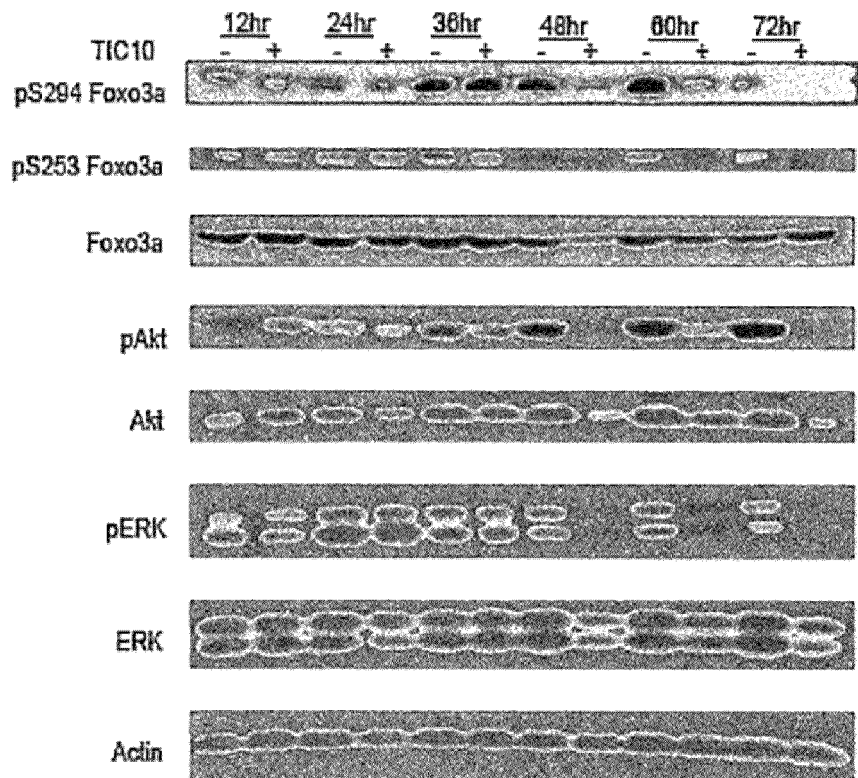 12hr 24hr 36hr 48hr 60hr 72hr
TIC10 - + - + - + - + - + - +
pS294 Foxo3a
pS253 Foxo3a
Foxo3a
pAkt
Akt
pERK
ERK
Actin